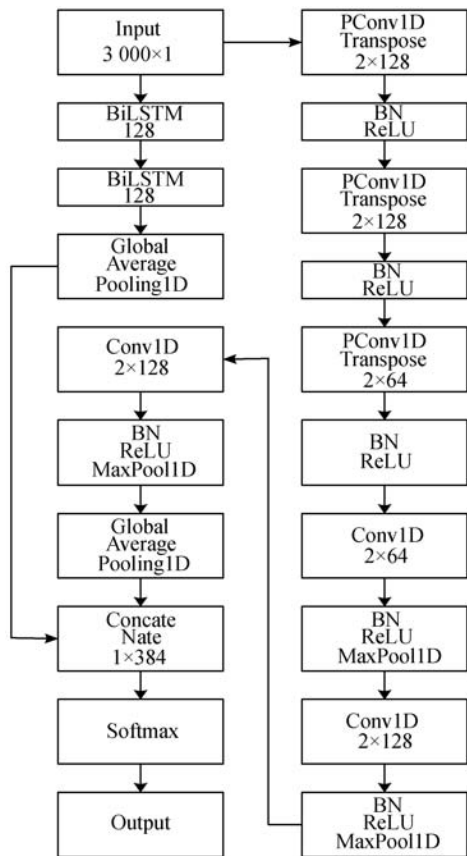 Input
3 000×1
BiLSTM
128
BiLSTM
128
Global
Average
Pooling1D
Conv1D
2×128
BN
ReLU
MaxPool1D
Global
Average
Pooling1D
Concate
Nate
1×384
Softmax
Output
PConv1D
Transpose
2×128
BN
ReLU
PConv1D
Transpose
2×128
BN
ReLU
PConv1D
Transpose
2×64
BN
ReLU
Conv1D
2×64
BN
ReLU
MaxPool1D
Conv1D
2×128
BN
ReLU
MaxPool1D